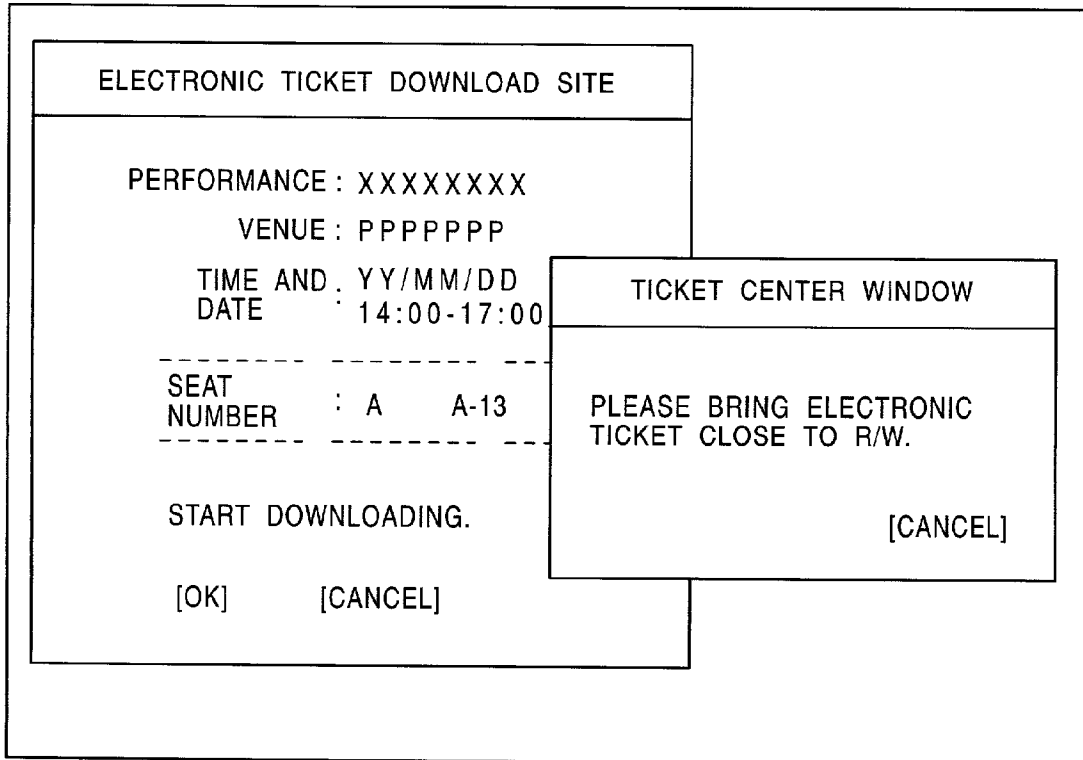 ELECTRONIC TICKET DOWNLOAD SITE
PERFORMANCE : XXXXXXXX
VENUE : PPPPPPP
TIME AND DATE : YY/MM/DD
14:00-17:00
SEAT NUMBER : A A-13
START DOWNLOADING.
[OK] [CANCEL]
TICKET CENTER WINDOW
PLEASE BRING ELECTRONIC
TICKET CLOSE TO R/W.
[CANCEL]